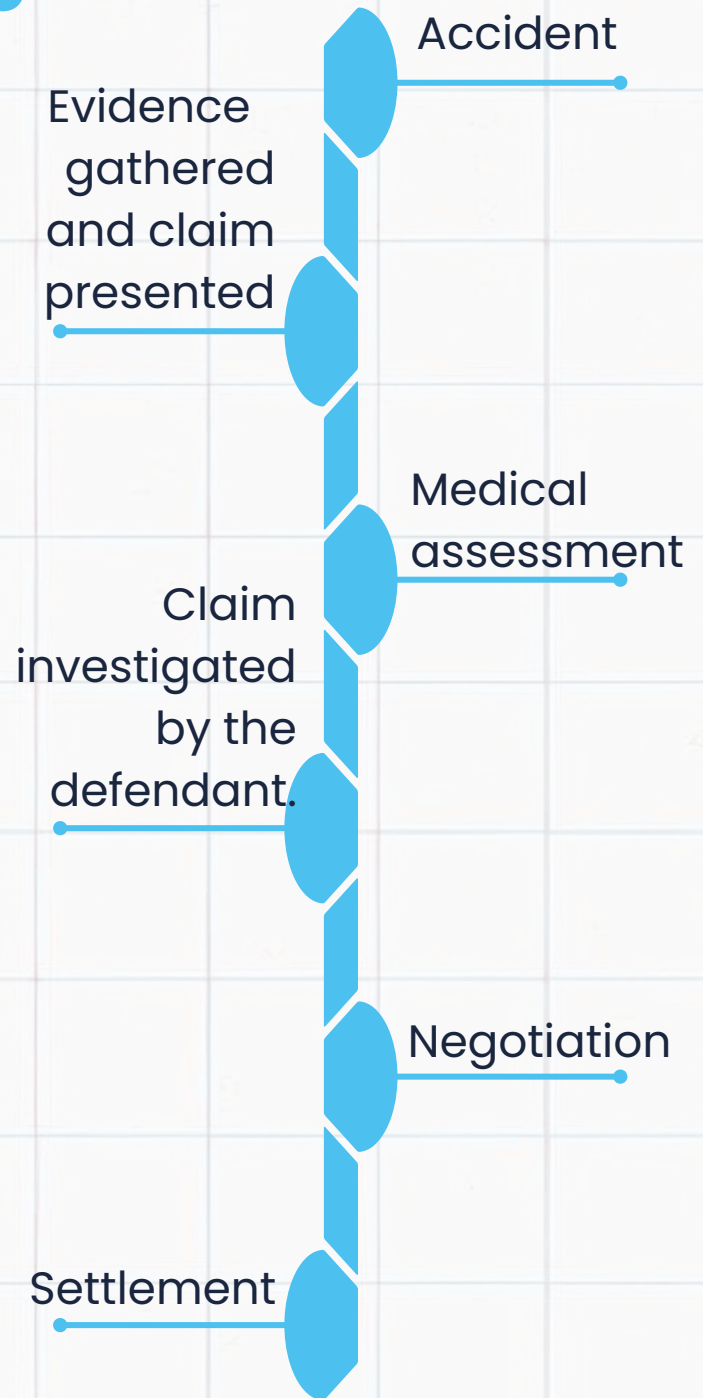 Accident
Evidence
gathered
and claim
presented
Medical
assessment
Claim
investigated
by the
defendant.
Negotiation
Settlement